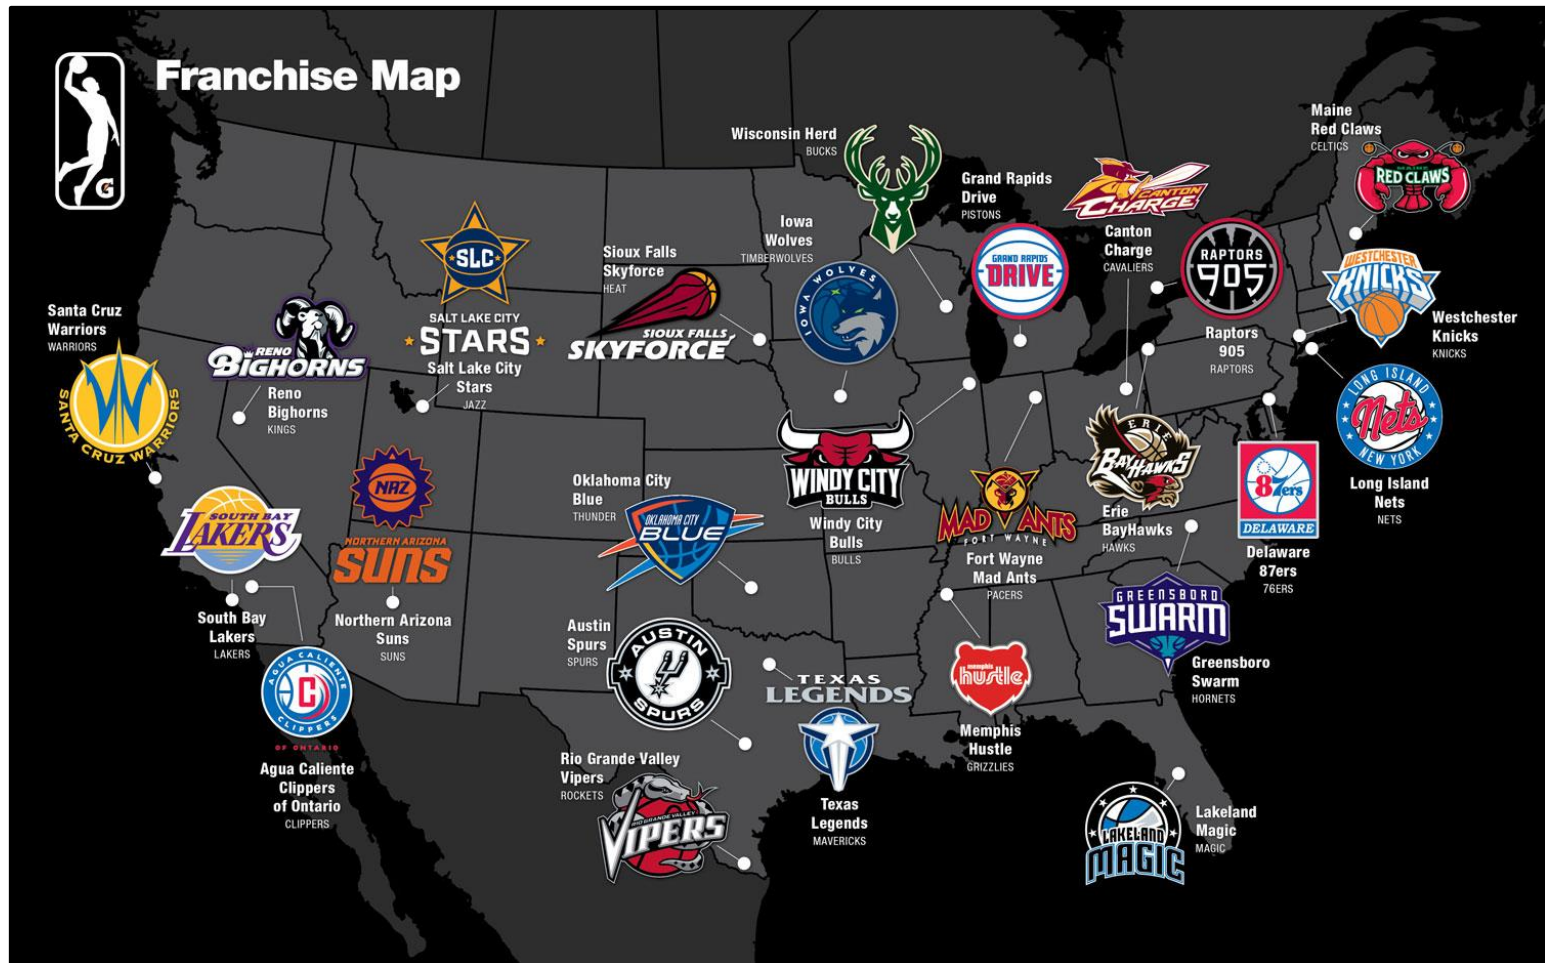 Franchise Map
G
Wisconsin Herd
BUCKS
Maine
Red Claws
CELTICS
MAINE
RED CLAWS
Grand Rapids
Drive
PISTONS
GRAND RAPIDS
DRIVE
CANTON
CHARGE
Canton
Charge
CAVALIERS
RAPTORS
905
Raptors
905
RAPTORS
WESTCHESTER
KNICKS
Westchester
Knicks
KNICKS
Iowa
Wolves
TIMBERWOLVES
IOWA WOLVES
Sioux Falls
Skyforce
HEAT
SIOUX FALLS
SKYFORCE
SLC
SALT LAKE CITY
STARS
Salt Lake City
Stars
JAZZ
Santa Cruz
Warriors
WARRIORS
SANTA CRUZ WARRIORS
RENO
BIGHORNS
Reno
Bighorns
KINGS
LONG ISLAND
Nets
NEW YORK
Long Island
Nets
NETS
WINDY CITY
BULLS
Windy City
Bulls
BULLS
MAD ANTS
FORT WAYNE
Fort Wayne
Mad Ants
PACERS
ERIE
BAYHAWKS
Erie
BayHawks
HAWKS
87ers
DELAWARE
Delaware
87ers
76ERS
SOUTH BAY
LAKERS
South Bay
Lakers
LAKERS
NAZ
NORTHERN ARIZONA
SUNS
Northern Arizona
Suns
SUNS
Oklahoma City
Blue
THUNDER
OKLAHOMA CITY
BLUE
GREENSBORO
SWARM
Greensboro
Swarm
HORNETS
AGUA CALIENTE
C
CLIPPERS
OF ONTARIO
Agua Caliente
Clippers
of Ontario
CLIPPERS
Austin
Spurs
SPURS
AUSTIN
SPURS
TEXAS
LEGENDS
Texas
Legends
MAVERICKS
memphis
hustle
Memphis
Hustle
GRIZZLIES
Rio Grande Valley
Vipers
ROCKETS
RIO GRANDE VALLEY
VIPERS
LAKELAND
MAGIC
Lakeland
Magic
MAGIC